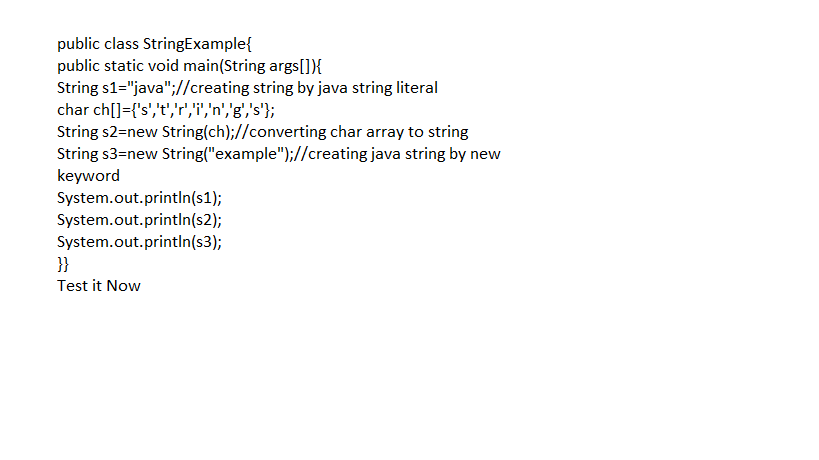 public class StringExample{
public static void main(String args[]){
String s1="java";//creating string by java string literal
char ch[]={'s','t','r','i','n','g','s'};
String s2=new String(ch);//converting char array to string
String s3=new String("example");//creating java string by new
keyword
System.out.println(s1);
System.out.println(s2);
System.out.println(s3);
}}
Test it Now